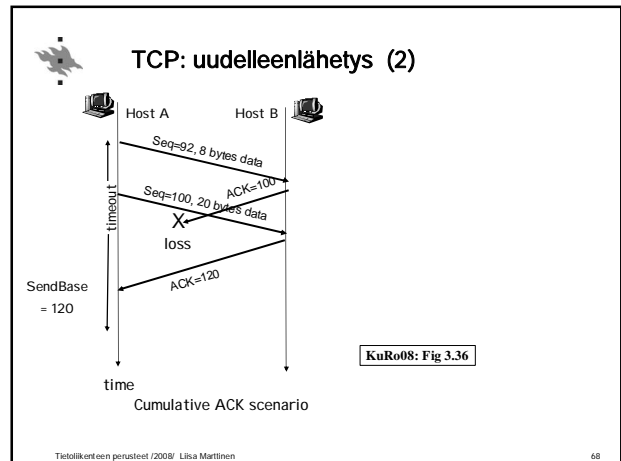 TCP: uudelleenlähetys (2)
Host A
Host B
Seq=92, 8 bytes data
ACK=100
Seq=100, 20 bytes data
timeout
X
loss
ACK=120
SendBase
= 120
KuRo08: Fig 3.36
time
Cumulative ACK scenario
Tietoliikenteen perusteet /2008/ Liisa Marttinen
68